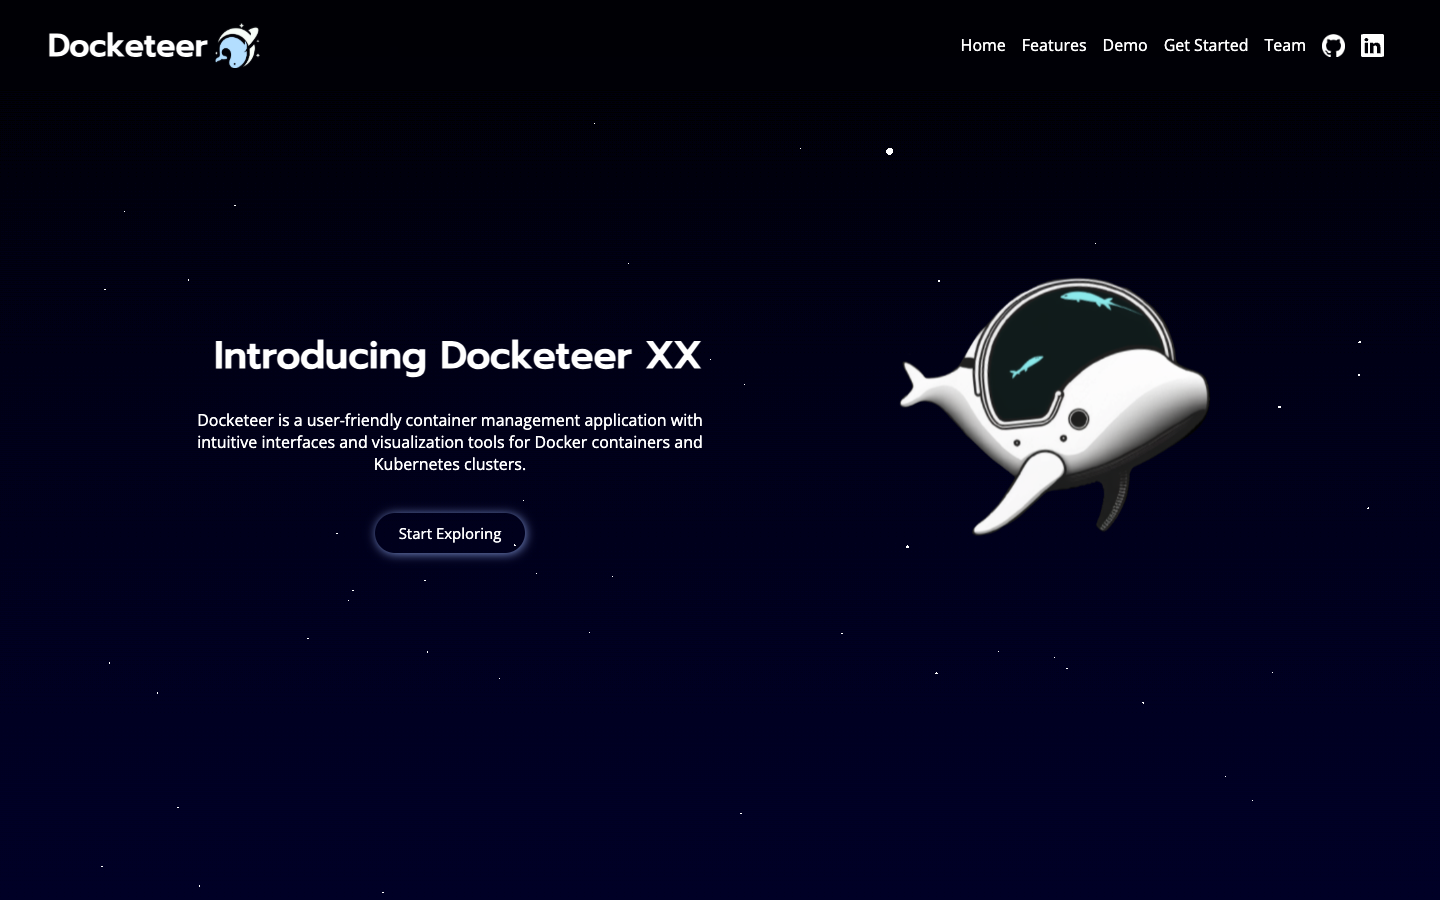 Docketeer
Home Features Demo Get Started Team
Introducing Docketeer XX
Docketeer is a user-friendly container management application with
intuitive interfaces and visualization tools for Docker containers and
Kubernetes clusters.
Start Exploring